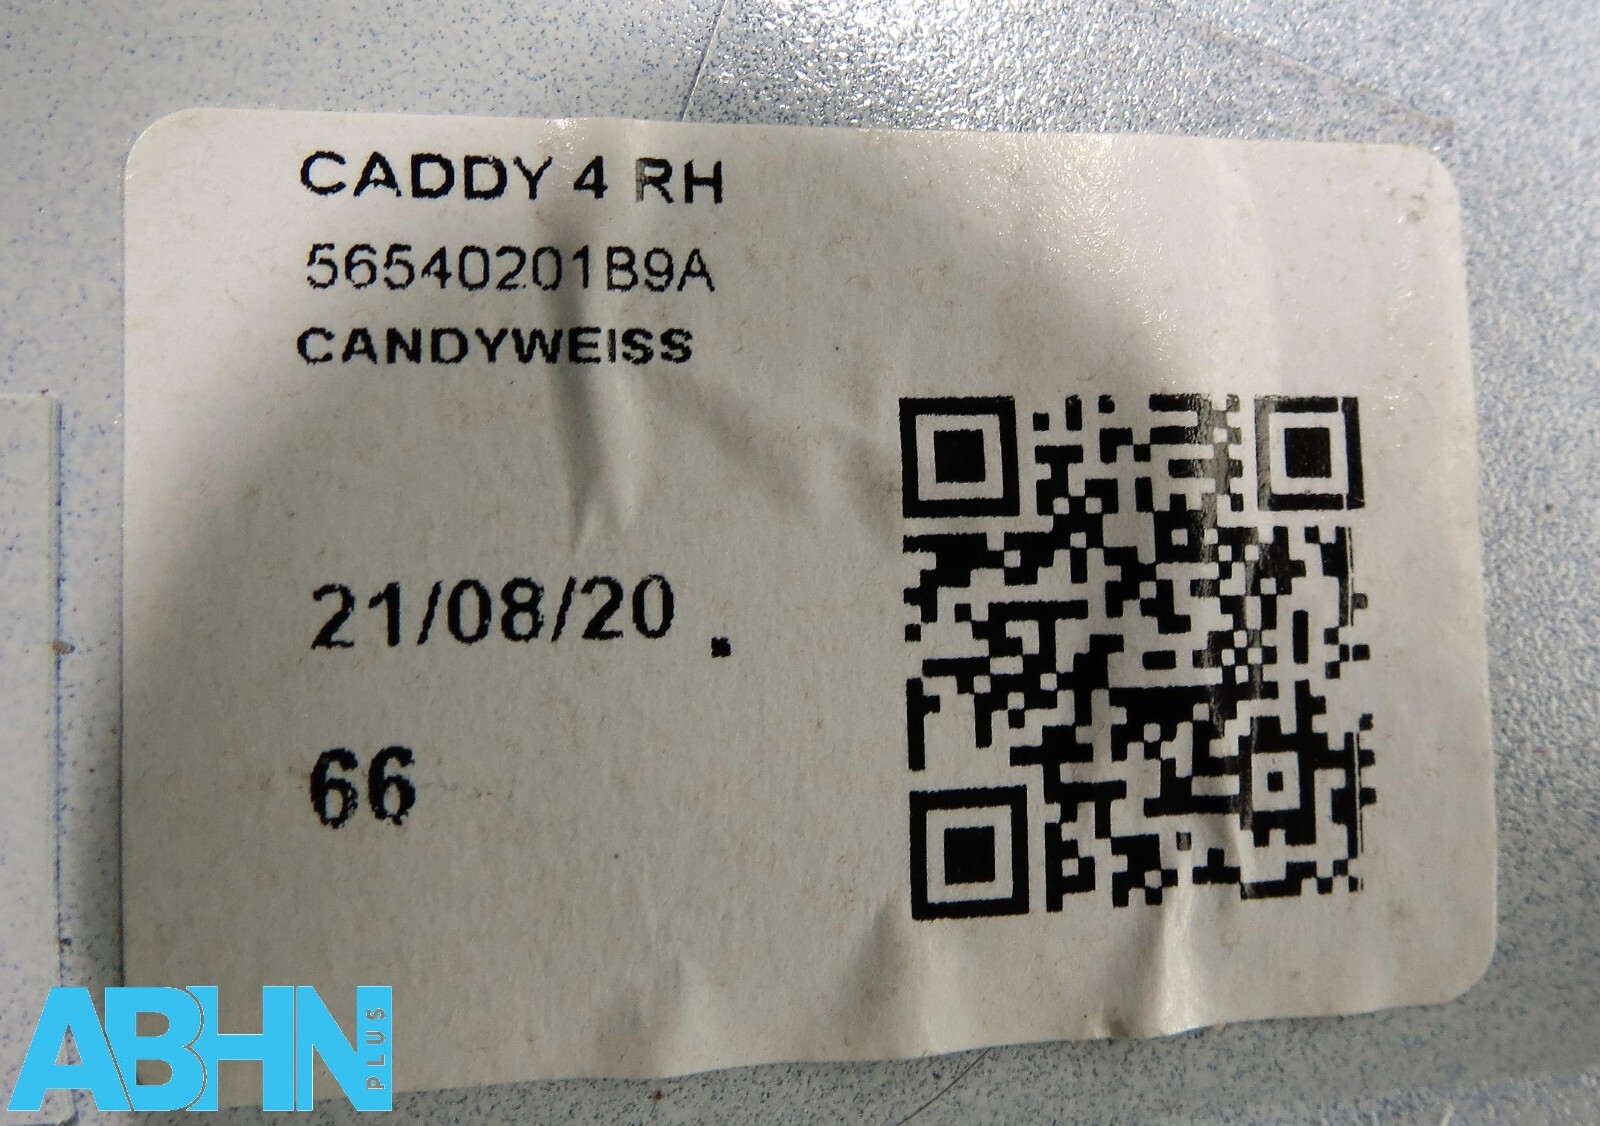 CADDY 4 RH
56540201B9A
CANDYWEISS
21/08/20 .
66
ABHN
PLUS